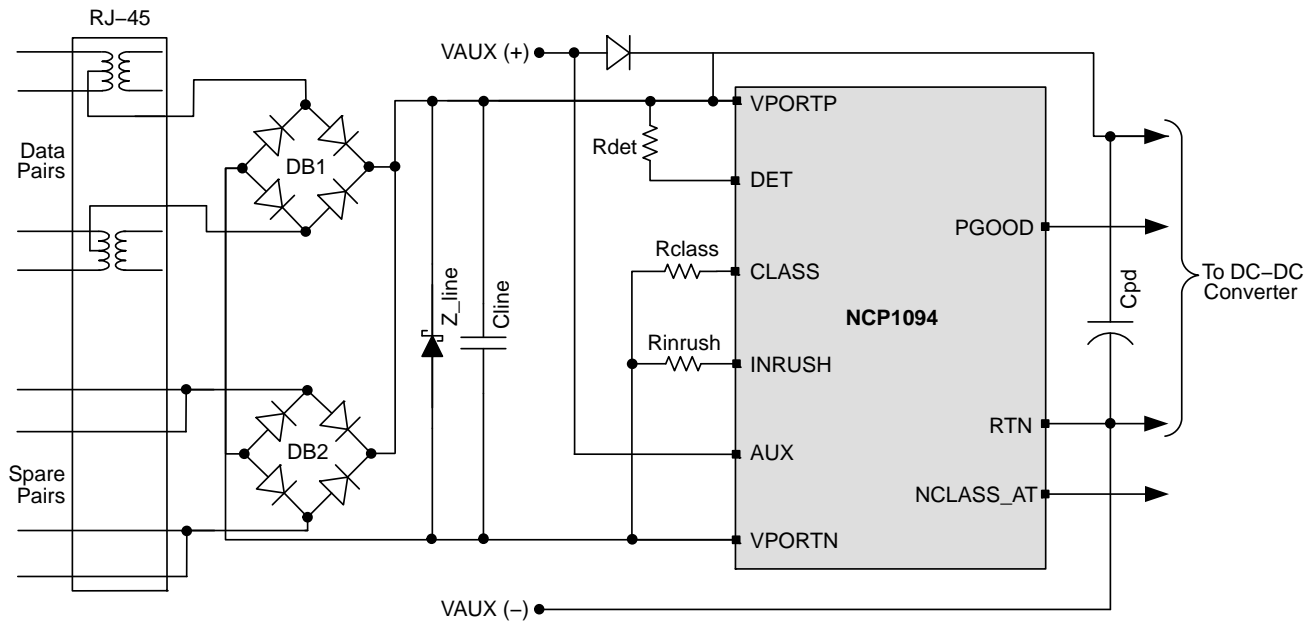 RJ−45
VAUX (+)
VPORTP
Rdet
Data
Pairs
DB1
DET
PGOOD
Rclass
CLASS
To DC−DC
Converter
Z_line
Cline
Cpd
NCP1094
Rinrush
INRUSH
RTN
DB2
AUX
Spare
Pairs
NCLASS_AT
VPORTN
VAUX (−)